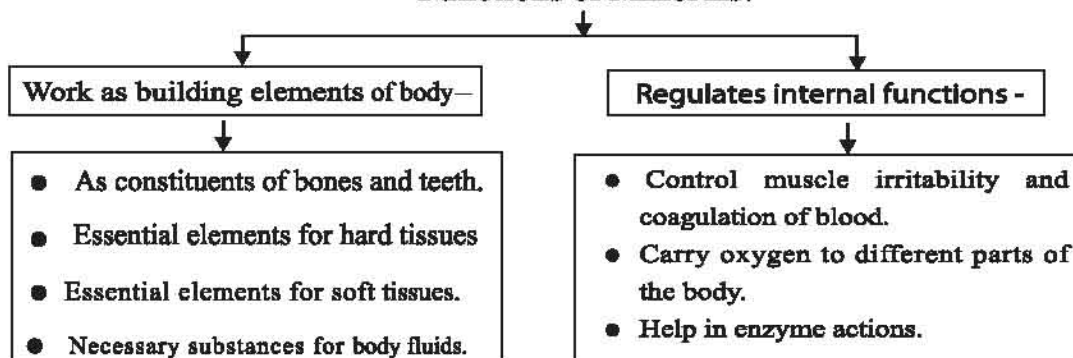 Work as building elements of body–
Regulates internal functions -
● As constituents of bones and teeth.
● Essential elements for hard tissues
● Essential elements for soft tissues.
● Necessary substances for body fluids.
● Control muscle irritability and
coagulation of blood.
● Carry oxygen to different parts of
the body.
● Help in enzyme actions.